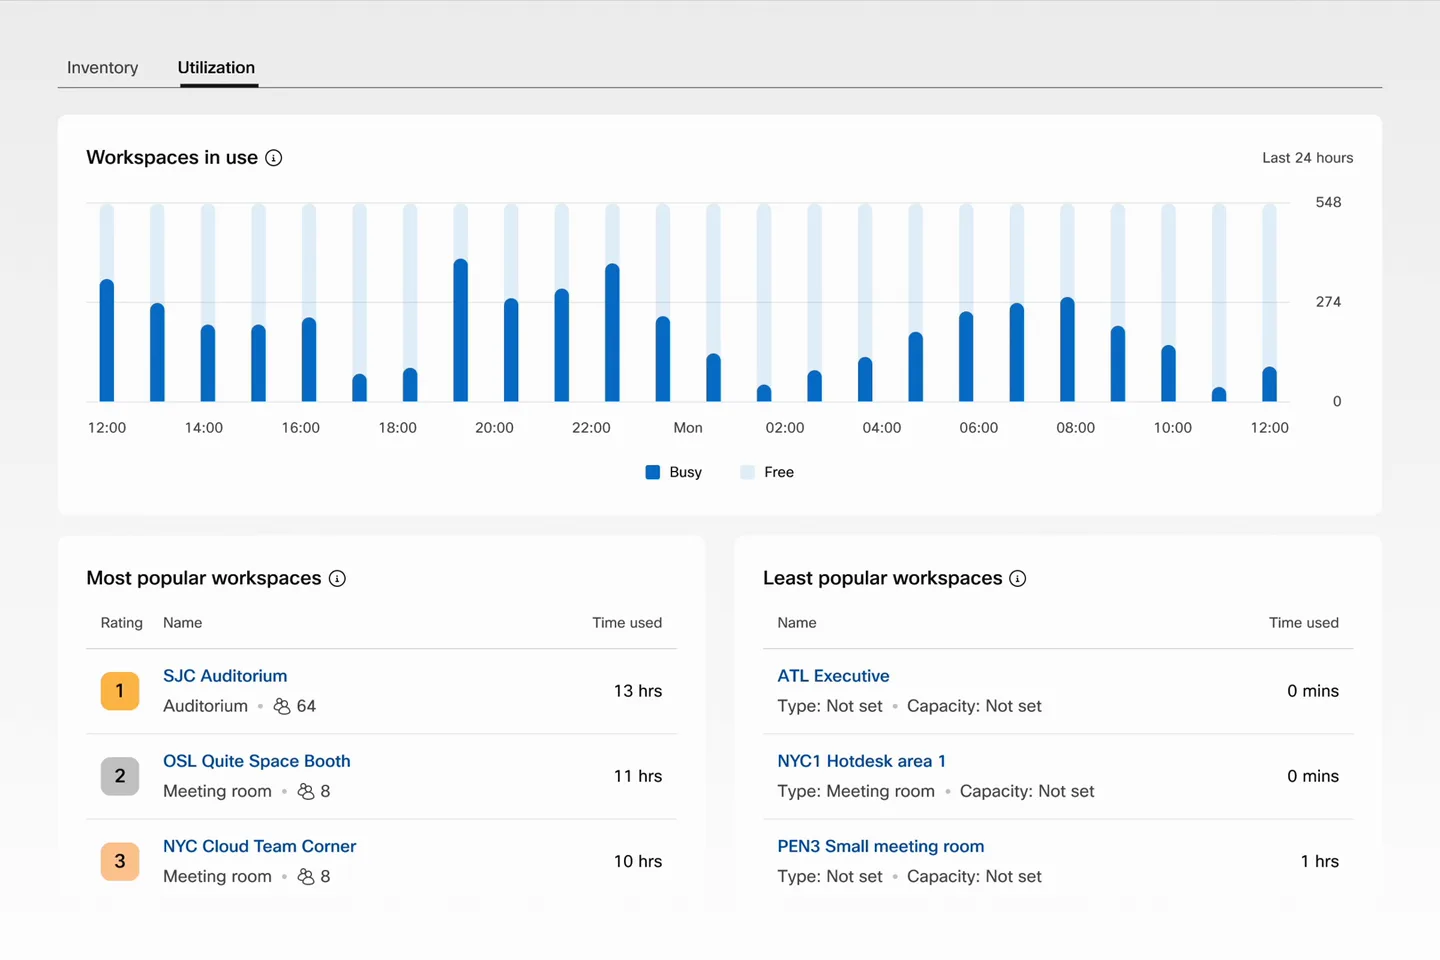 Inventory Utilization
Workspaces in use
Last 24 hours
548
274
0
12:00 14:00 16:00 18:00 20:00 22:00 Mon 02:00 04:00 06:00 08:00 10:00 12:00
Busy Free
Most popular workspaces
Rating Name Time used
1
SJC Auditorium
Auditorium • 64
13 hrs
2
OSL Quite Space Booth
Meeting room • 8
11 hrs
3
NYC Cloud Team Corner
Meeting room • 8
10 hrs
Least popular workspaces
Name Time used
ATL Executive
Type: Not set • Capacity: Not set
0 mins
NYC1 Hotdesk area 1
Type: Meeting room • Capacity: Not set
0 mins
PEN3 Small meeting room
Type: Not set • Capacity: Not set
1 hrs